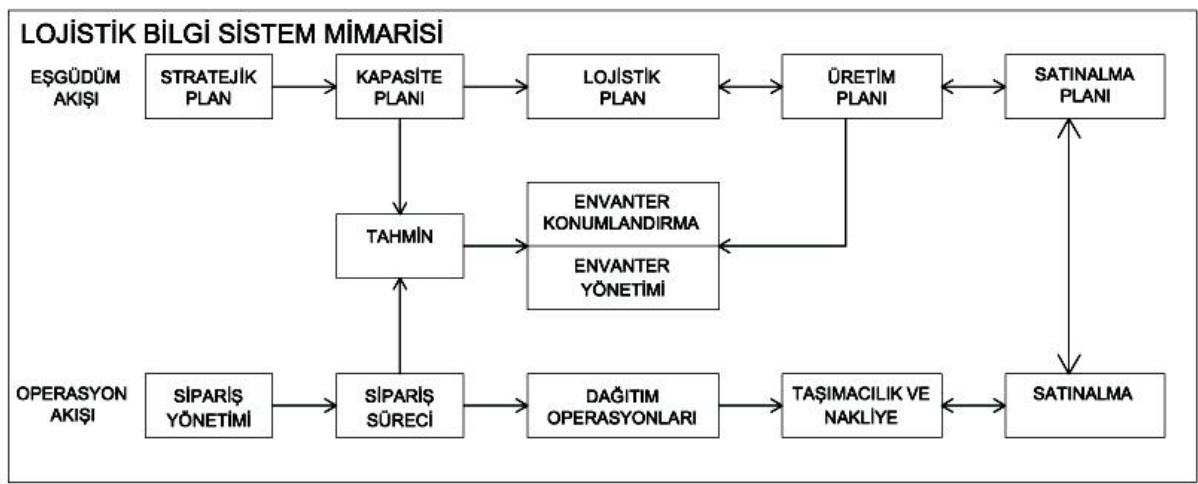 LOJİSTİK BİLGİ SİSTEM MİMARİSİ
EŞGÜDÜM
AKIŞI
STRATEJİK
PLAN
KAPASİTE
PLANI
LOJİSTİK
PLAN
ÜRETİM
PLANI
SATINALMA
PLANI
TAHMİN
ENVANTER
KONUMLANDIRMA
ENVANTER
YÖNETİMİ
OPERASYON
AKIŞI
SİPARİŞ
YÖNETİMİ
SİPARİŞ
SÜRECİ
DAĞITIM
OPERASYONLARI
TAŞIMACILIK VE
NAKLİYE
SATINALMA